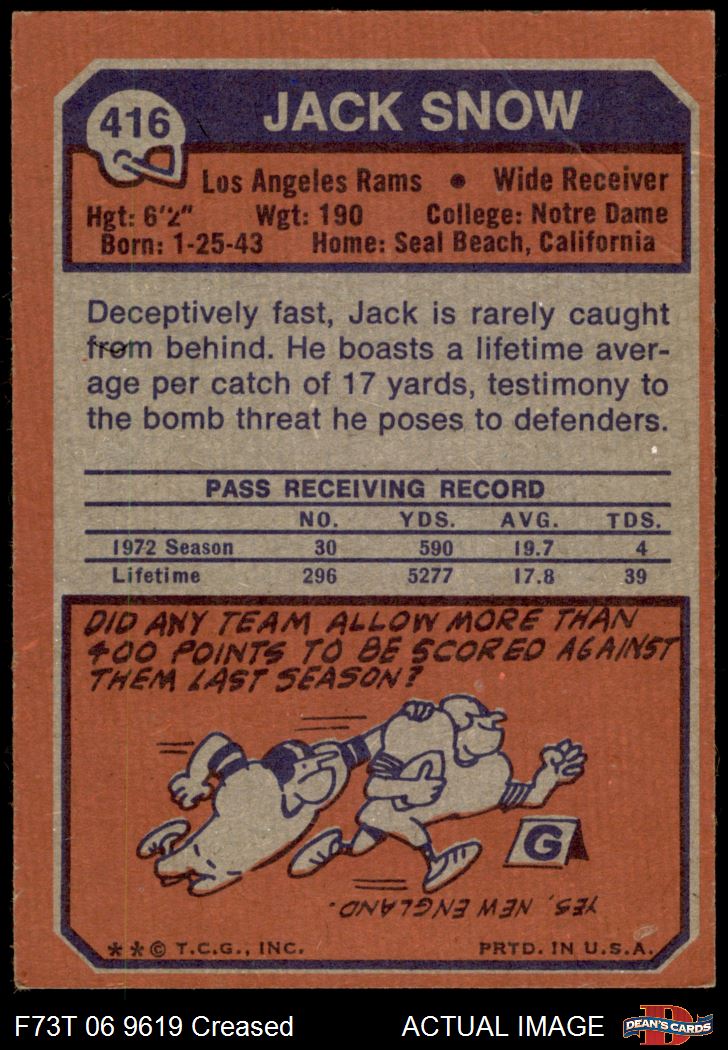 416
JACK SNOW
Los Angeles Rams • Wide Receiver
Hgt: 6'2" Wgt: 190 College: Notre Dame
Born: 1-25-43 Home: Seal Beach, California
Deceptively fast, Jack is rarely caught
from behind. He boasts a lifetime aver-
age per catch of 17 yards, testimony to
the bomb threat he poses to defenders.
PASS RECEIVING RECORD
NO. YDS. AVG. TDS.
1972 Season 30 590 19.7 4
Lifetime 296 5277 17.8 39
DID ANY TEAM ALLOW MORE THAN
400 POINTS TO BE SCORED AGAINST
THEM LAST SEASON?
G
YES, NEW ENGLAND.
**© T.C.G., INC. PRTD. IN U.S.A.
F73T 06 9619 Creased ACTUAL IMAGE
D
DEAN'S CARDS